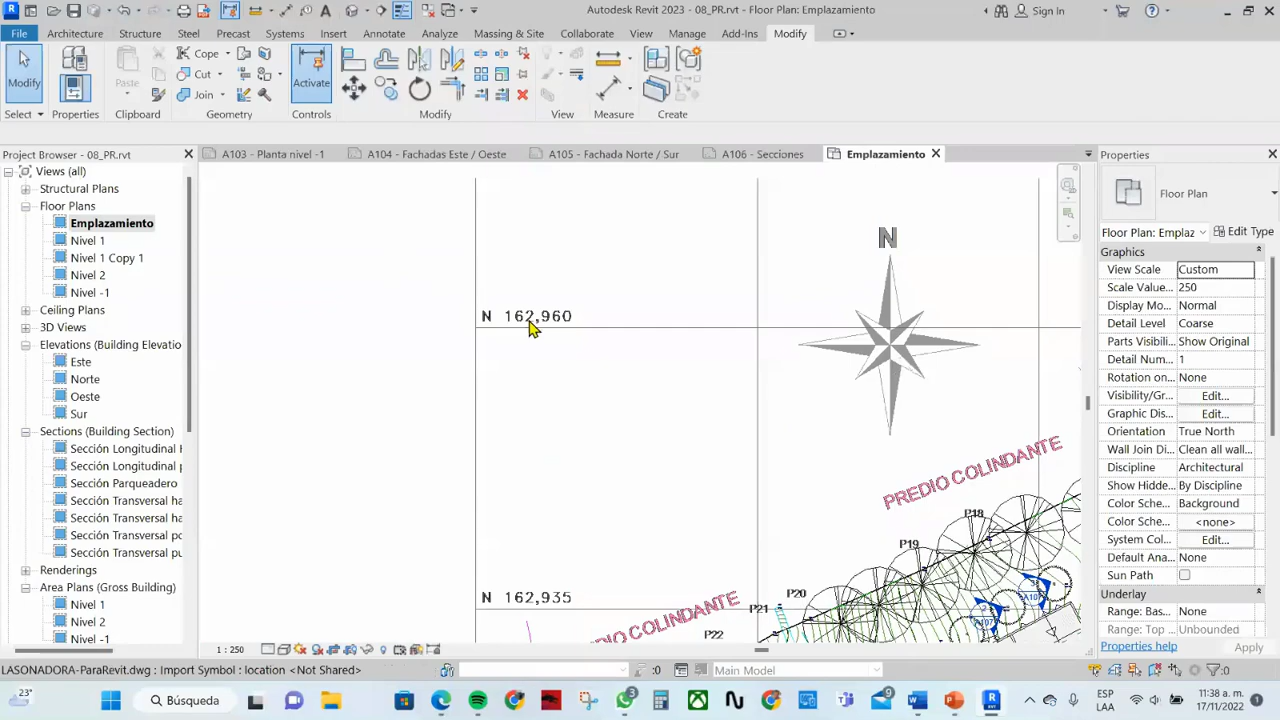 Autodesk Revit 2023 - 08_PR.rvt - Floor Plan: Emplazamiento
Sign In
File
Architecture
Structure
Steel
Precast
Systems
Insert
Annotate
Analyze
Massing & Site
Collaborate
View
Manage
Add-Ins
Modify
Modify
Paste
Cope
Cut
Join
Activate
Select
Properties
Clipboard
Geometry
Controls
Modify
View
Measure
Create
Project Browser - 08_PR.rvt
A103 - Planta nivel -1
A104 - Fachadas Este / Oeste
A105 - Fachada Norte / Sur
A106 - Secciones
Emplazamiento
Properties
Views (all)
Structural Plans
Floor Plans
Emplazamiento
Nivel 1
Nivel 1 Copy 1
Nivel 2
Nivel -1
Ceiling Plans
3D Views
Elevations (Building Elevatio
Este
Norte
Oeste
Sur
Sections (Building Section)
Sección Longitudinal
Sección Longitudinal p
Sección Parqueadero
Sección Transversal ha
Sección Transversal ha
Sección Transversal po
Sección Transversal pu
Renderings
Area Plans (Gross Building)
Nivel 1
Nivel 2
Nivel -1
N
N 162,960
N 162,935
PREDIO COLINDANTE
PREDIO COLINDANTE
P18
P19
P20
P21
P22
Floor Plan
Floor Plan: Emplaz
Edit Type
Graphics
View Scale Custom
Scale Value... 250
Display Mo... Normal
Detail Level Coarse
Parts Visibili... Show Original
Detail Num... 1
Rotation on... None
Visibility/Gr... Edit...
Graphic Dis... Edit...
Orientation True North
Wall Join Di... Clean all wall...
Discipline Architectural
Show Hidde... By Discipline
Color Sche... Background
Color Sche... <none>
System Col... Edit...
Default Ana... None
Sun Path
Underlay
Range: Bas... None
Range: Top ... Unbounded
Properties help
Apply
1 : 250
LASONADORA-ParaRevit.dwg : Import Symbol : location <Not Shared>
:0
Main Model
:0
23°
Búsqueda
3
9
ESP
LAA
11:38 a. m.
17/11/2022